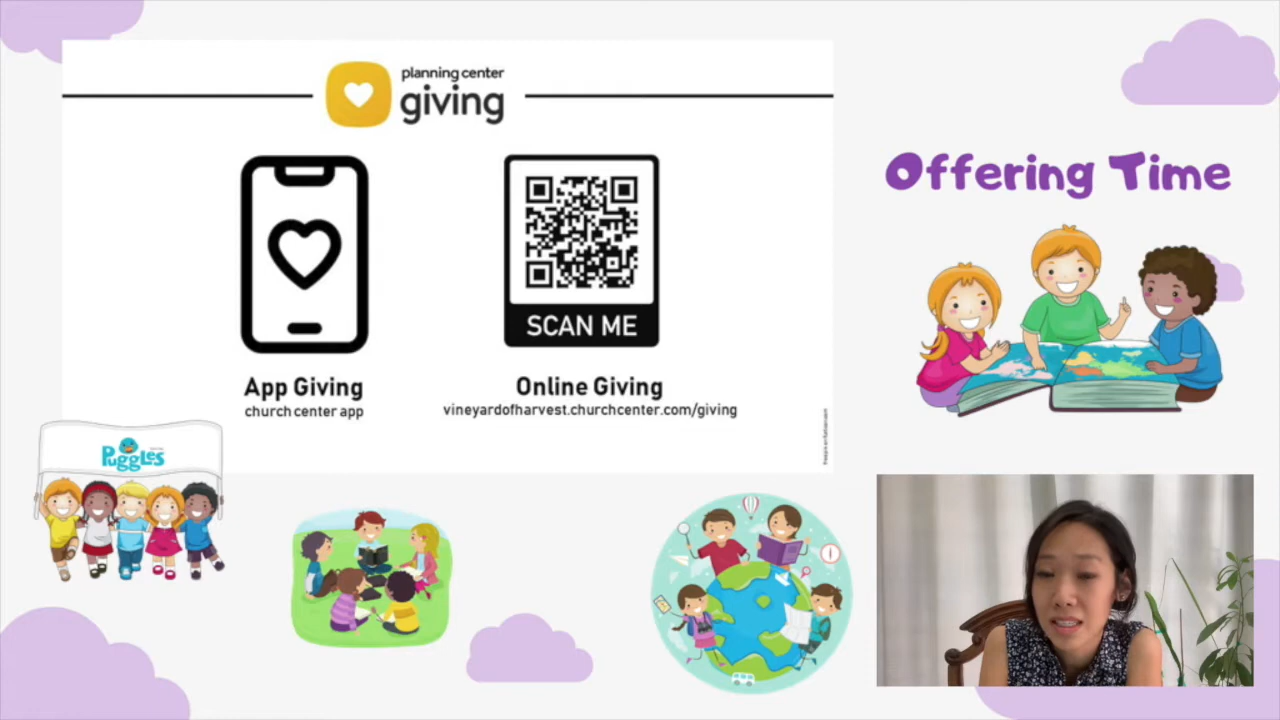 planning center
giving
Offering Time
SCAN ME
App Giving
church center app
Online Giving
vineyardofharvest.churchcenter.com/giving
Puggles